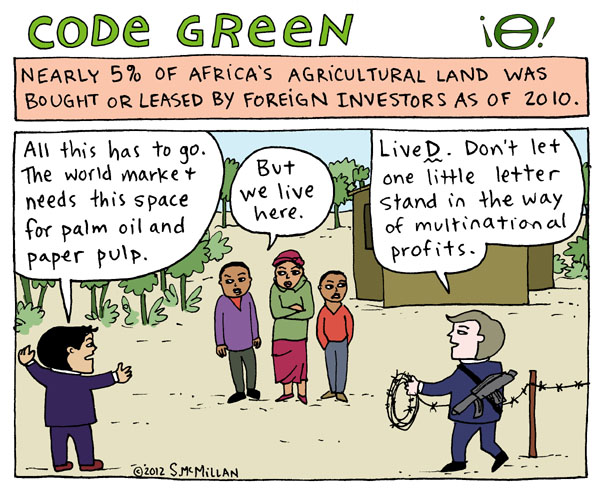 CODE GREEN
NEARLY 5% OF AFRICA'S AGRICULTURAL LAND WAS
BOUGHT OR LEASED BY FOREIGN INVESTORS AS OF 2010.
All this has to go.
The world market
needs this space
for palm oil and
paper pulp.
But
we live
here.
LiveD. Don't let
one little letter
stand in the way
of multinational
profits.
©2012 S.McMILLAN